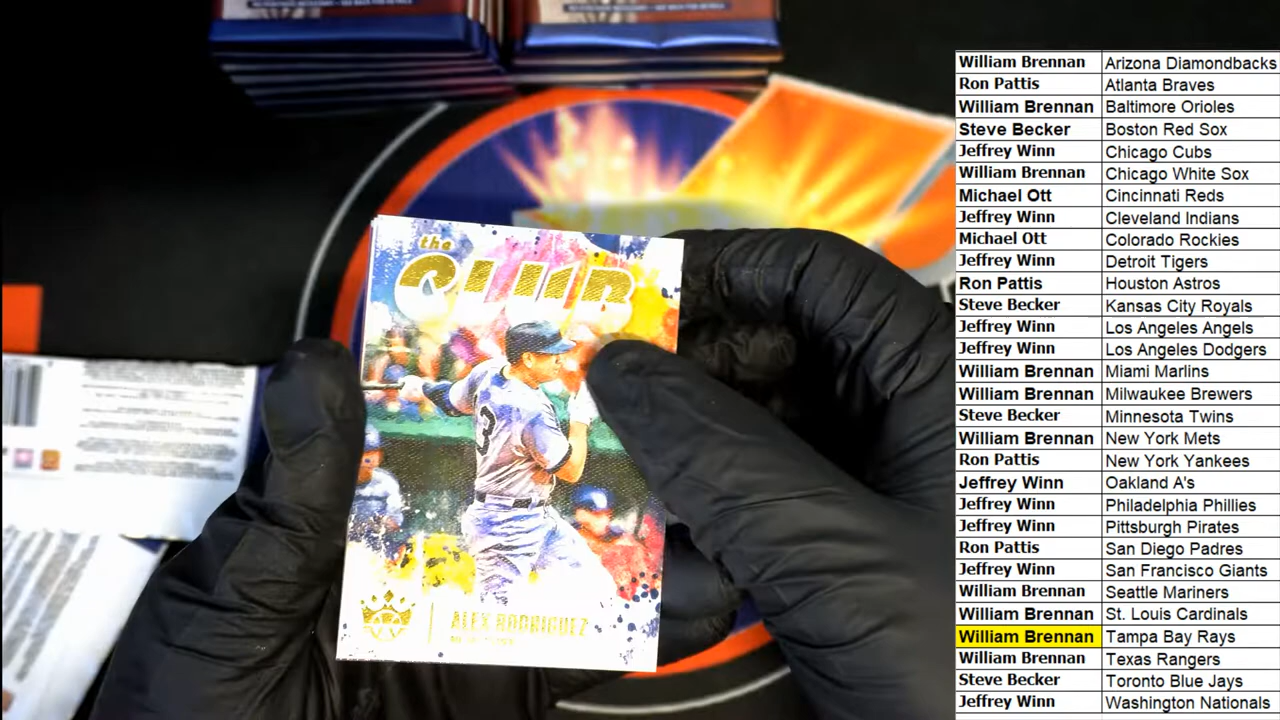 the
CLUB
3
ALEX RODRIGUEZ
William Brennan Arizona Diamondbacks
Ron Pattis Atlanta Braves
William Brennan Baltimore Orioles
Steve Becker Boston Red Sox
Jeffrey Winn Chicago Cubs
William Brennan Chicago White Sox
Michael Ott Cincinnati Reds
Jeffrey Winn Cleveland Indians
Michael Ott Colorado Rockies
Jeffrey Winn Detroit Tigers
Ron Pattis Houston Astros
Steve Becker Kansas City Royals
Jeffrey Winn Los Angeles Angels
Jeffrey Winn Los Angeles Dodgers
William Brennan Miami Marlins
William Brennan Milwaukee Brewers
Steve Becker Minnesota Twins
William Brennan New York Mets
Ron Pattis New York Yankees
Jeffrey Winn Oakland A's
Jeffrey Winn Philadelphia Phillies
Jeffrey Winn Pittsburgh Pirates
Ron Pattis San Diego Padres
Jeffrey Winn San Francisco Giants
William Brennan Seattle Mariners
William Brennan St. Louis Cardinals
William Brennan Tampa Bay Rays
William Brennan Texas Rangers
Steve Becker Toronto Blue Jays
Jeffrey Winn Washington Nationals